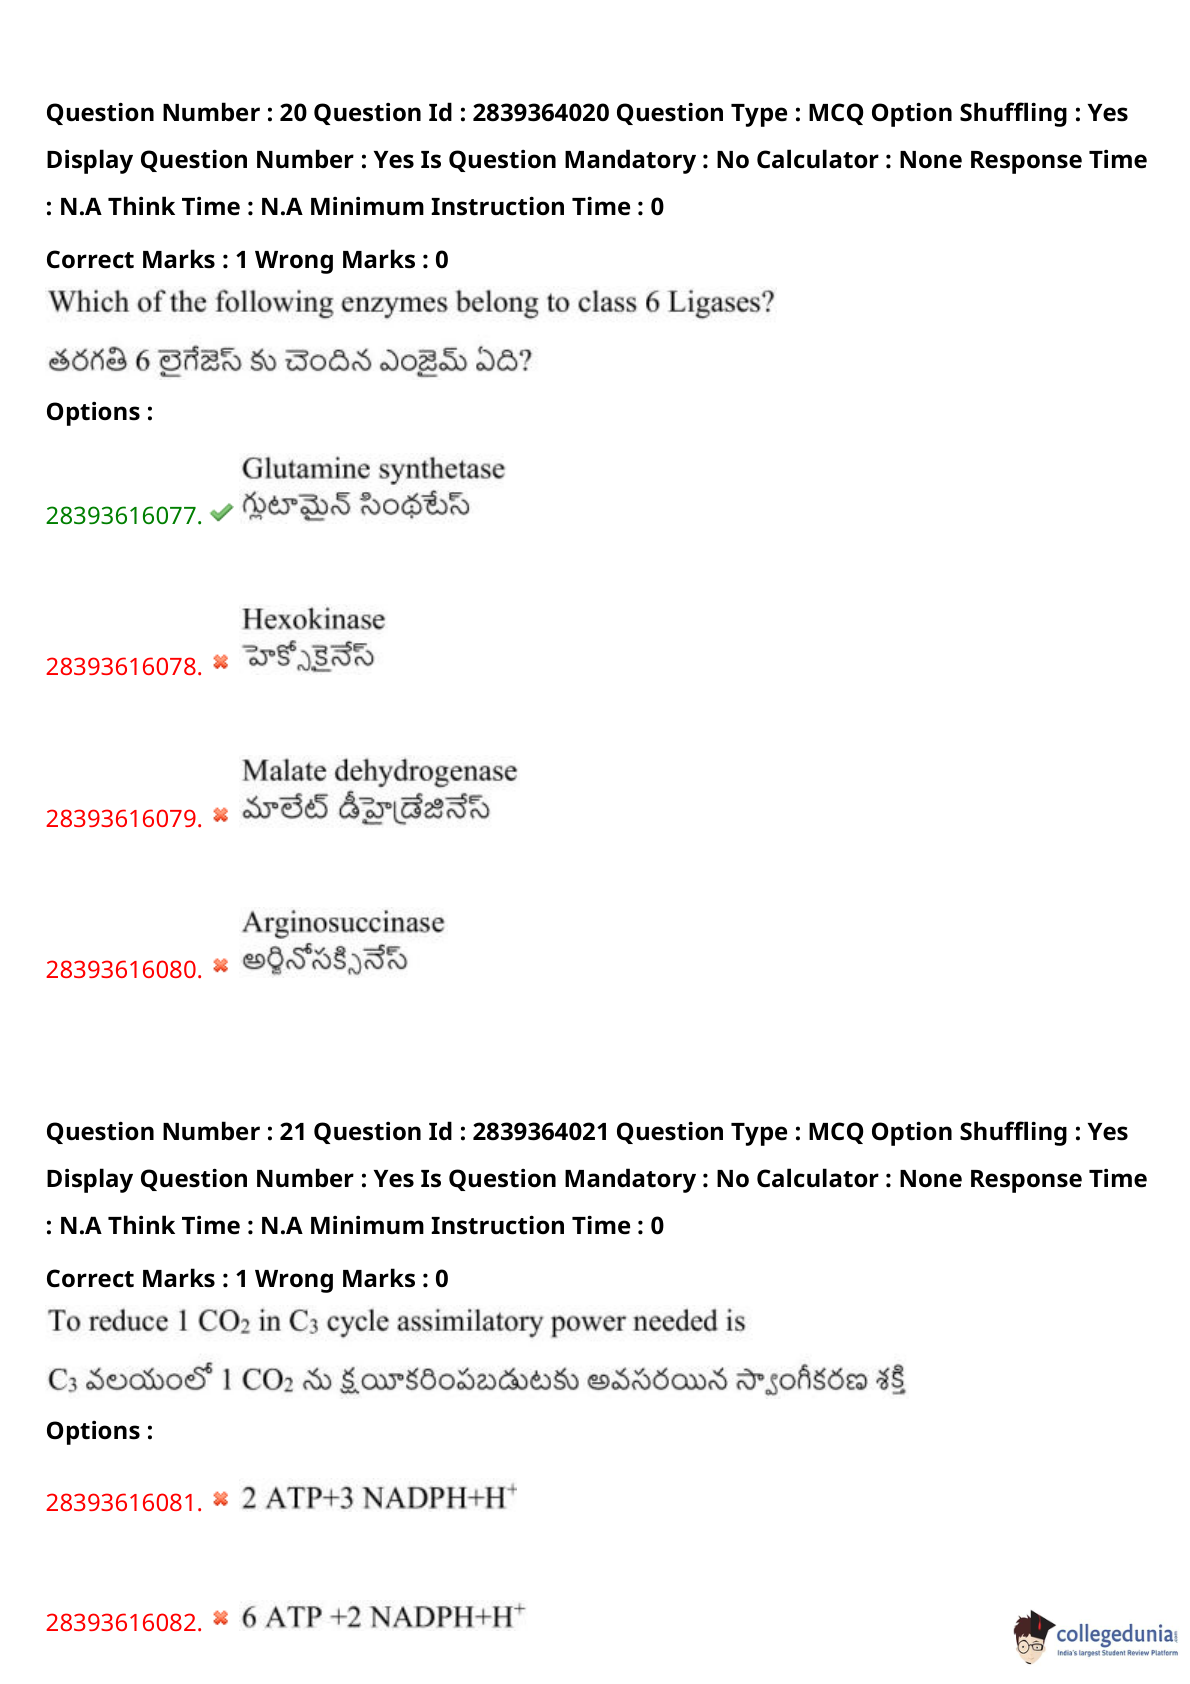 Question Number : 20 Question Id : 2839364020 Question Type : MCQ Option Shuffling : Yes
Display Question Number : Yes Is Question Mandatory : No Calculator : None Response Time
: N.A Think Time : N.A Minimum Instruction Time : 0
Correct Marks : 1 Wrong Marks : 0
Which of the following enzymes belong to class 6 Ligases?
తరగతి 6 లైగేజెస్ కు చెందిన ఎంజైమ్ ఏది?
Options :
Glutamine synthetase
28393616077. గ్లుటామైన్ సింథటేస్
Hexokinase
28393616078. హెక్సోకైనేస్
Malate dehydrogenase
28393616079. మాలేట్ డీహైడ్రేజినేస్
Arginosuccinase
28393616080. అర్జినోసక్సినేస్
Question Number : 21 Question Id : 2839364021 Question Type : MCQ Option Shuffling : Yes
Display Question Number : Yes Is Question Mandatory : No Calculator : None Response Time
: N.A Think Time : N.A Minimum Instruction Time : 0
Correct Marks : 1 Wrong Marks : 0
To reduce 1 CO₂ in C₃ cycle assimilatory power needed is
C₃ వలయంలో 1 CO₂ ను క్షయీకరింపబడుటకు అవసరయిన స్వాంగీకరణ శక్తి
Options :
28393616081. 2 ATP+3 NADPH+H⁺
28393616082. 6 ATP +2 NADPH+H⁺
collegedunia
India's largest Student Review Platform